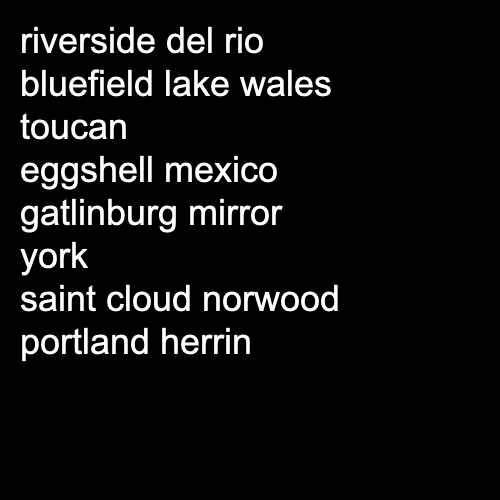 riverside del rio
bluefield lake wales
toucan
eggshell mexico
gatlinburg mirror
york
saint cloud norwood
portland herrin